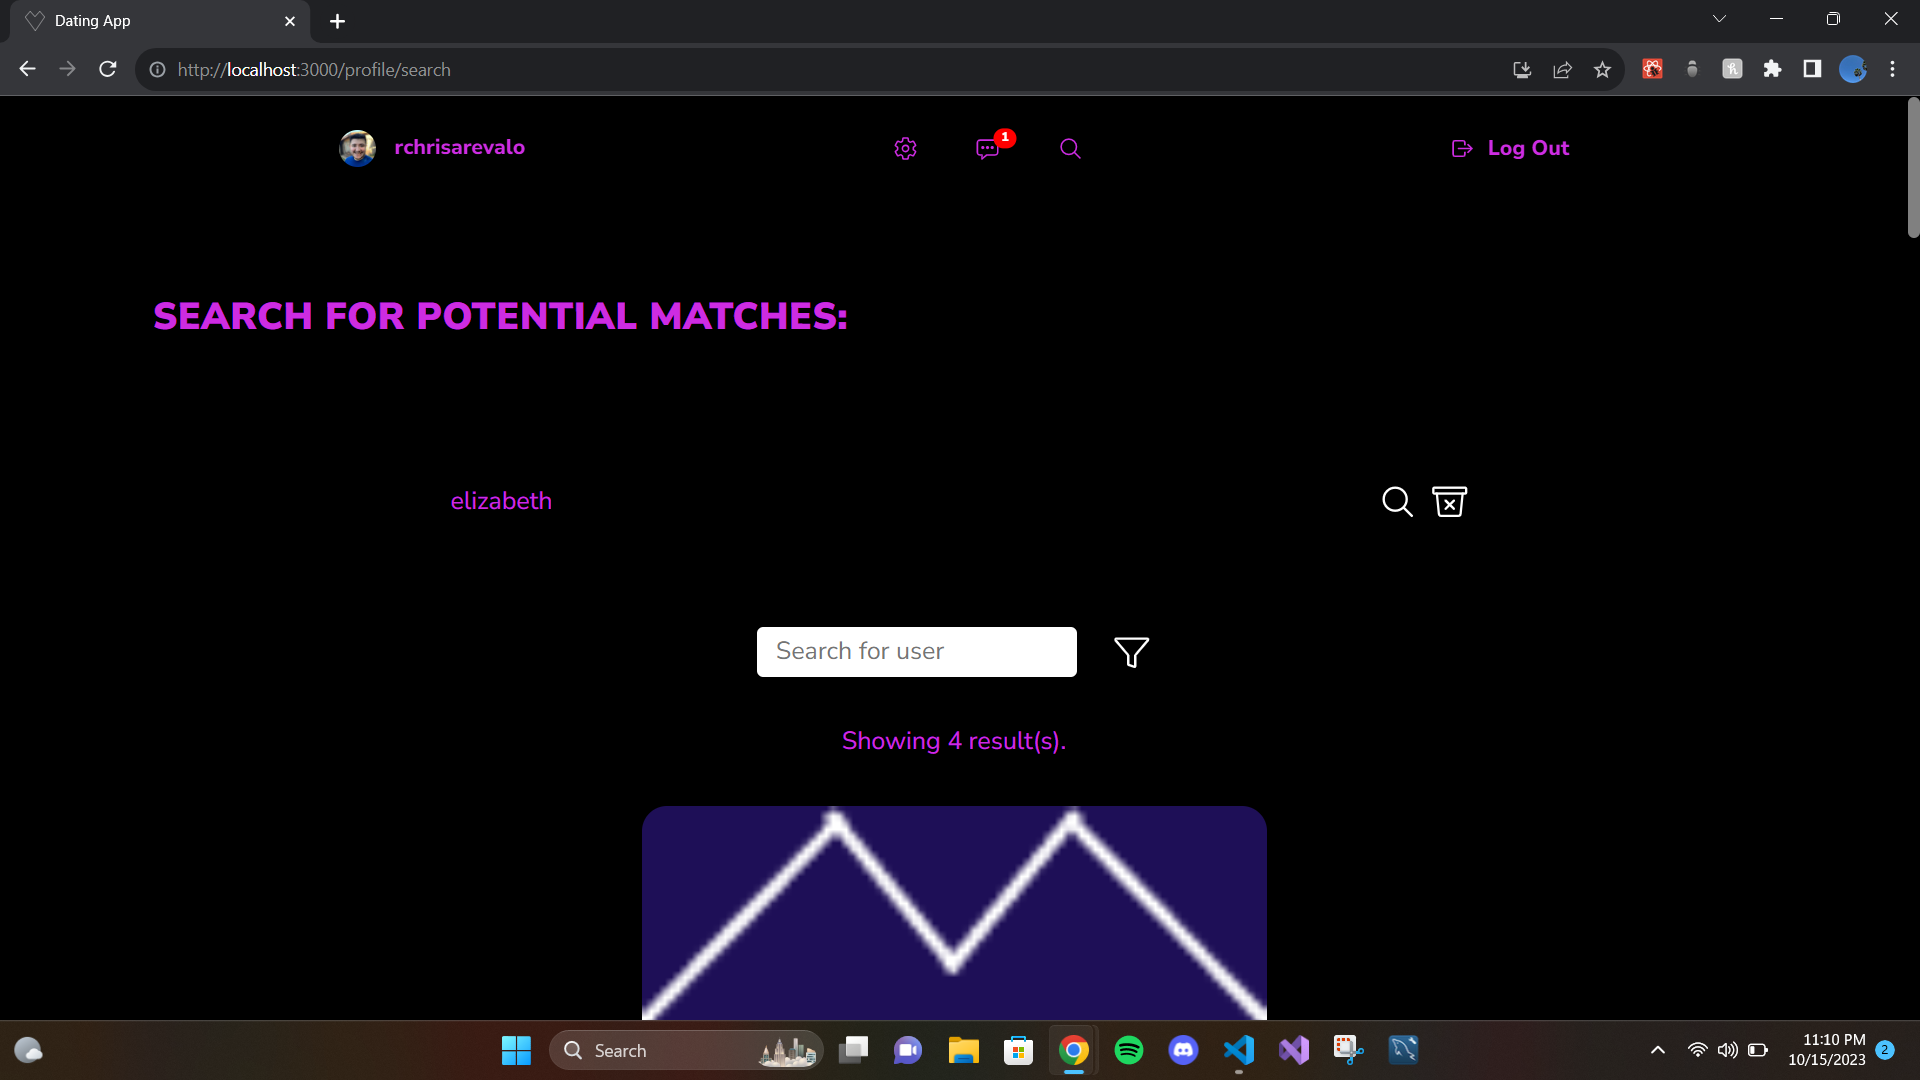 Dating App
http://localhost:3000/profile/search
rchrisarevalo
1
Log Out
SEARCH FOR POTENTIAL MATCHES:
elizabeth
Search for user
Showing 4 result(s).
Search
11:10 PM
10/15/2023
2